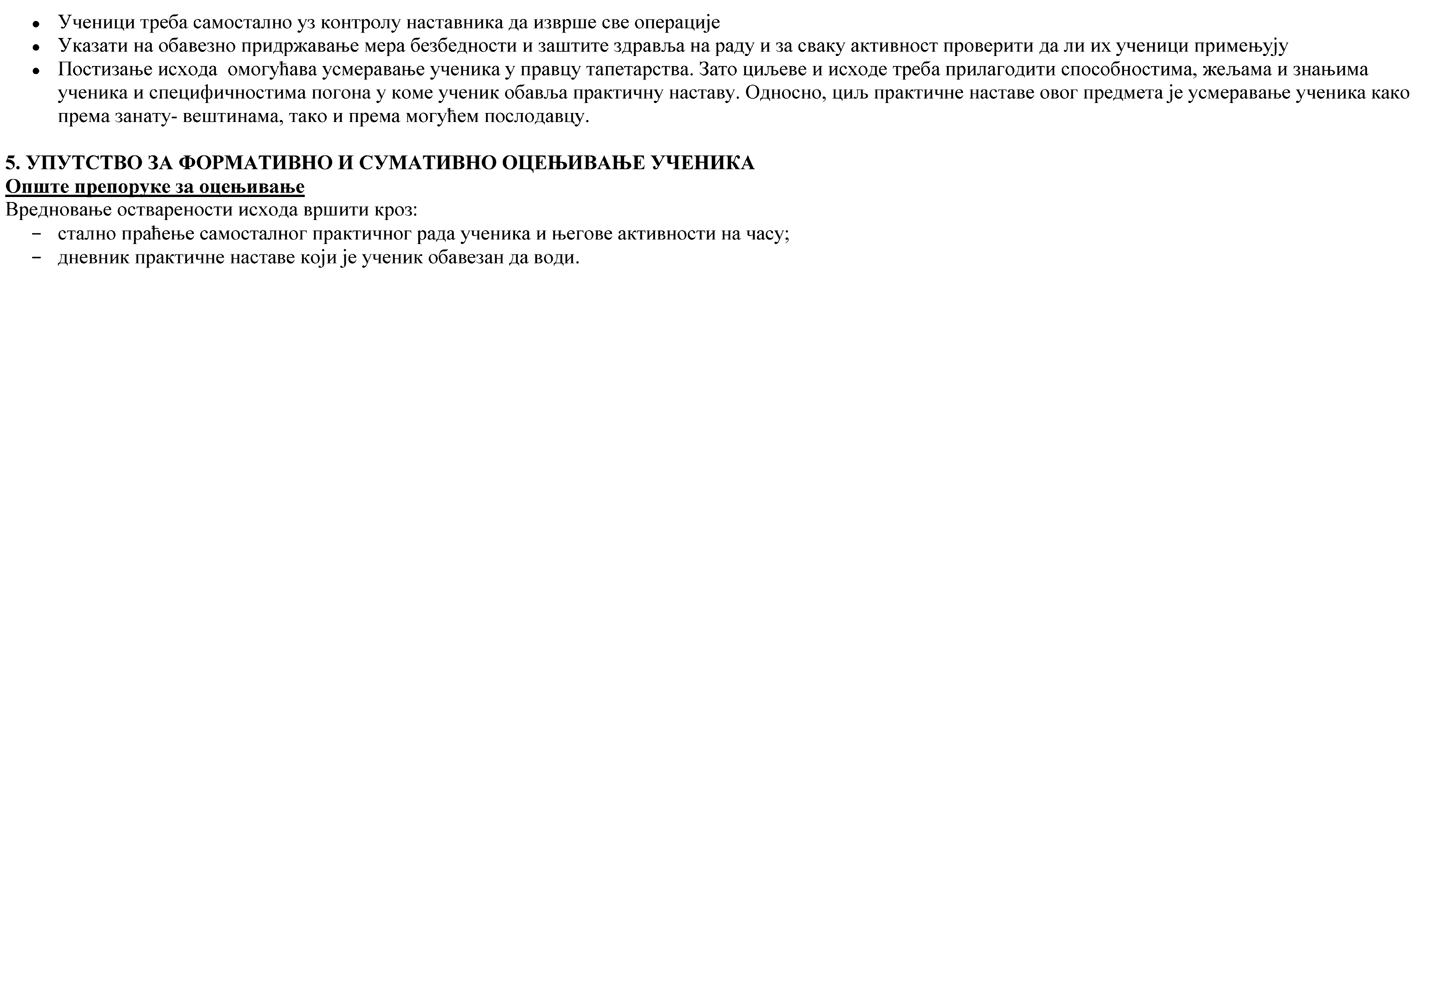 ● Ученици треба самостално уз контролу наставника да изврше све операције
● Указати на обавезно придржавање мера безбедности и заштите здравља на раду и за сваку активност проверити да ли их ученици примењују
● Постизање исхода  омогућава усмеравање ученика у правцу тапетарства. Зато циљеве и исходе треба прилагодити способностима, жељама и знањима
ученика и специфичностима погона у коме ученик обавља практичну наставу. Односно, циљ практичне наставе овог предмета је усмеравање ученика како
према занату- вештинама, тако и према могућем послодавцу.
5. УПУТСТВО ЗА ФОРМАТИВНО И СУМАТИВНО ОЦЕЊИВАЊЕ УЧЕНИКА
Опште препоруке за оцењивање
Вредновање остварености исхода вршити кроз:
− стално праћење самосталног практичног рада ученика и његове активности на часу;
− дневник практичне наставе који је ученик обавезан да води.